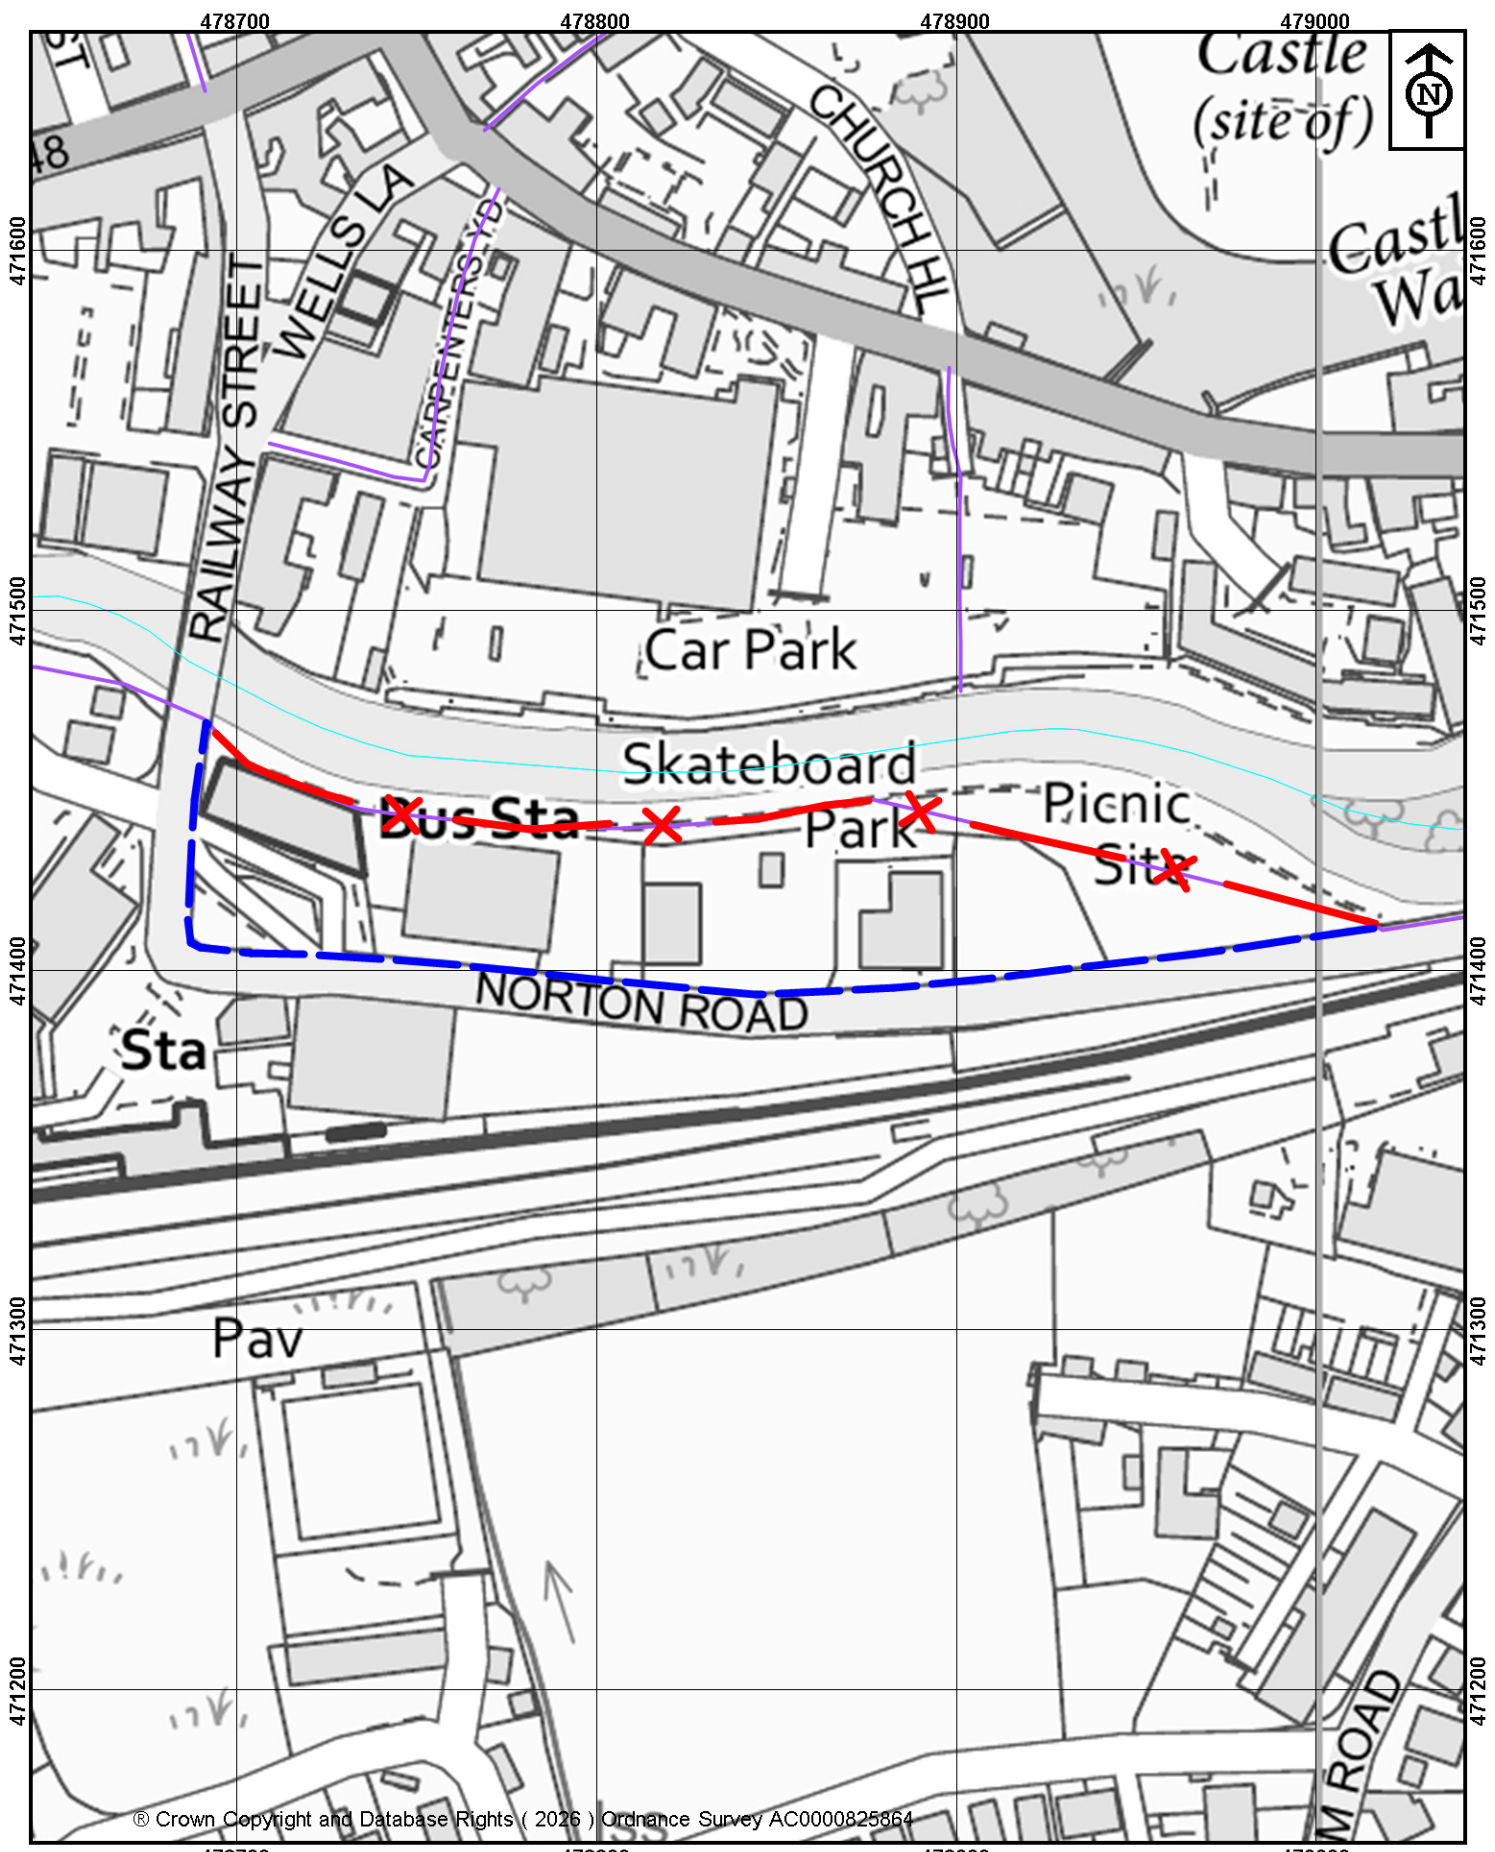 478700 478800 478900 479000
ST
Castle
(site of)
N
48
CHURCH HL
WELLS LA
CARPENTERS YD
471600 471600
Castl
Wa
RAILWAY STREET
471500 471500
Car Park
Skateboard
Park
Bus Sta
Picnic
Site
471400 471400
NORTON ROAD
Sta
471300 471300
Pav
471200 471200
M ROAD
® Crown Copyright and Database Rights ( 2026 ) Ordnance Survey AC0000825864